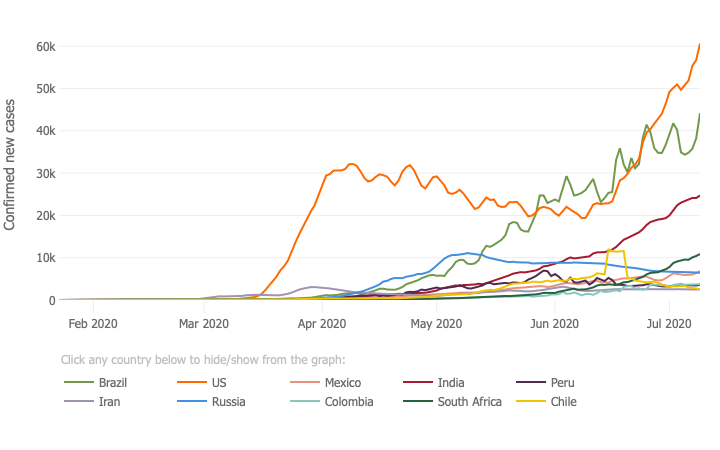 Confirmed new cases
60k
50k
40k
30k
20k
10k
0
Feb 2020 Mar 2020 Apr 2020 May 2020 Jun 2020 Jul 2020
Click any country below to hide/show from the graph:
Brazil US Mexico India Peru
Iran Russia Colombia South Africa Chile